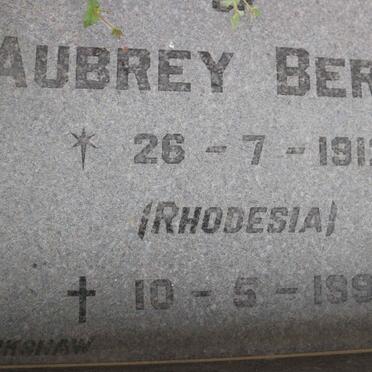 AUBREY BER
26 - 7 - 191
(RHODESIA)
10 - 5 - 199